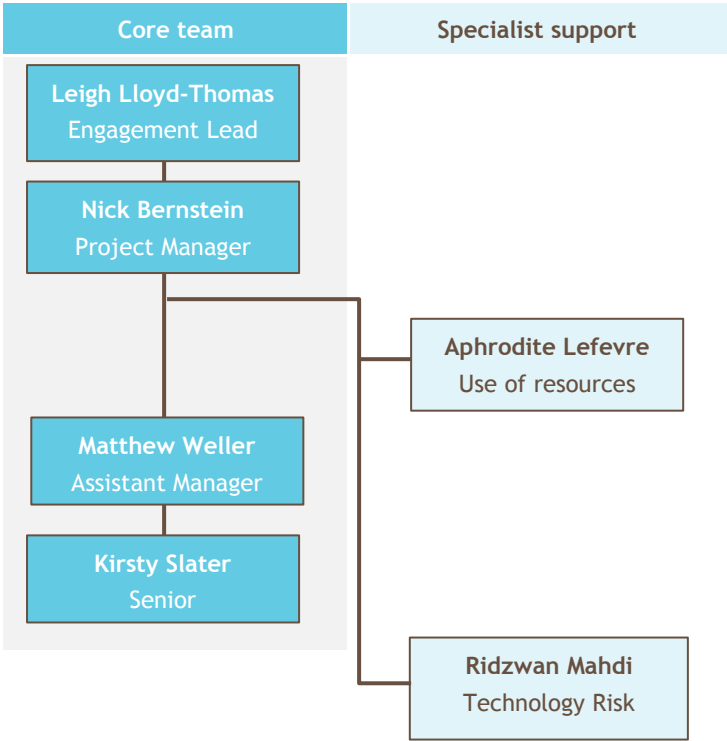 Core team
Specialist support
Leigh Lloyd-Thomas
Engagement Lead
Nick Bernstein
Project Manager
Aphrodite Lefevre
Use of resources
Matthew Weller
Assistant Manager
Kirsty Slater
Senior
Ridzwan Mahdi
Technology Risk